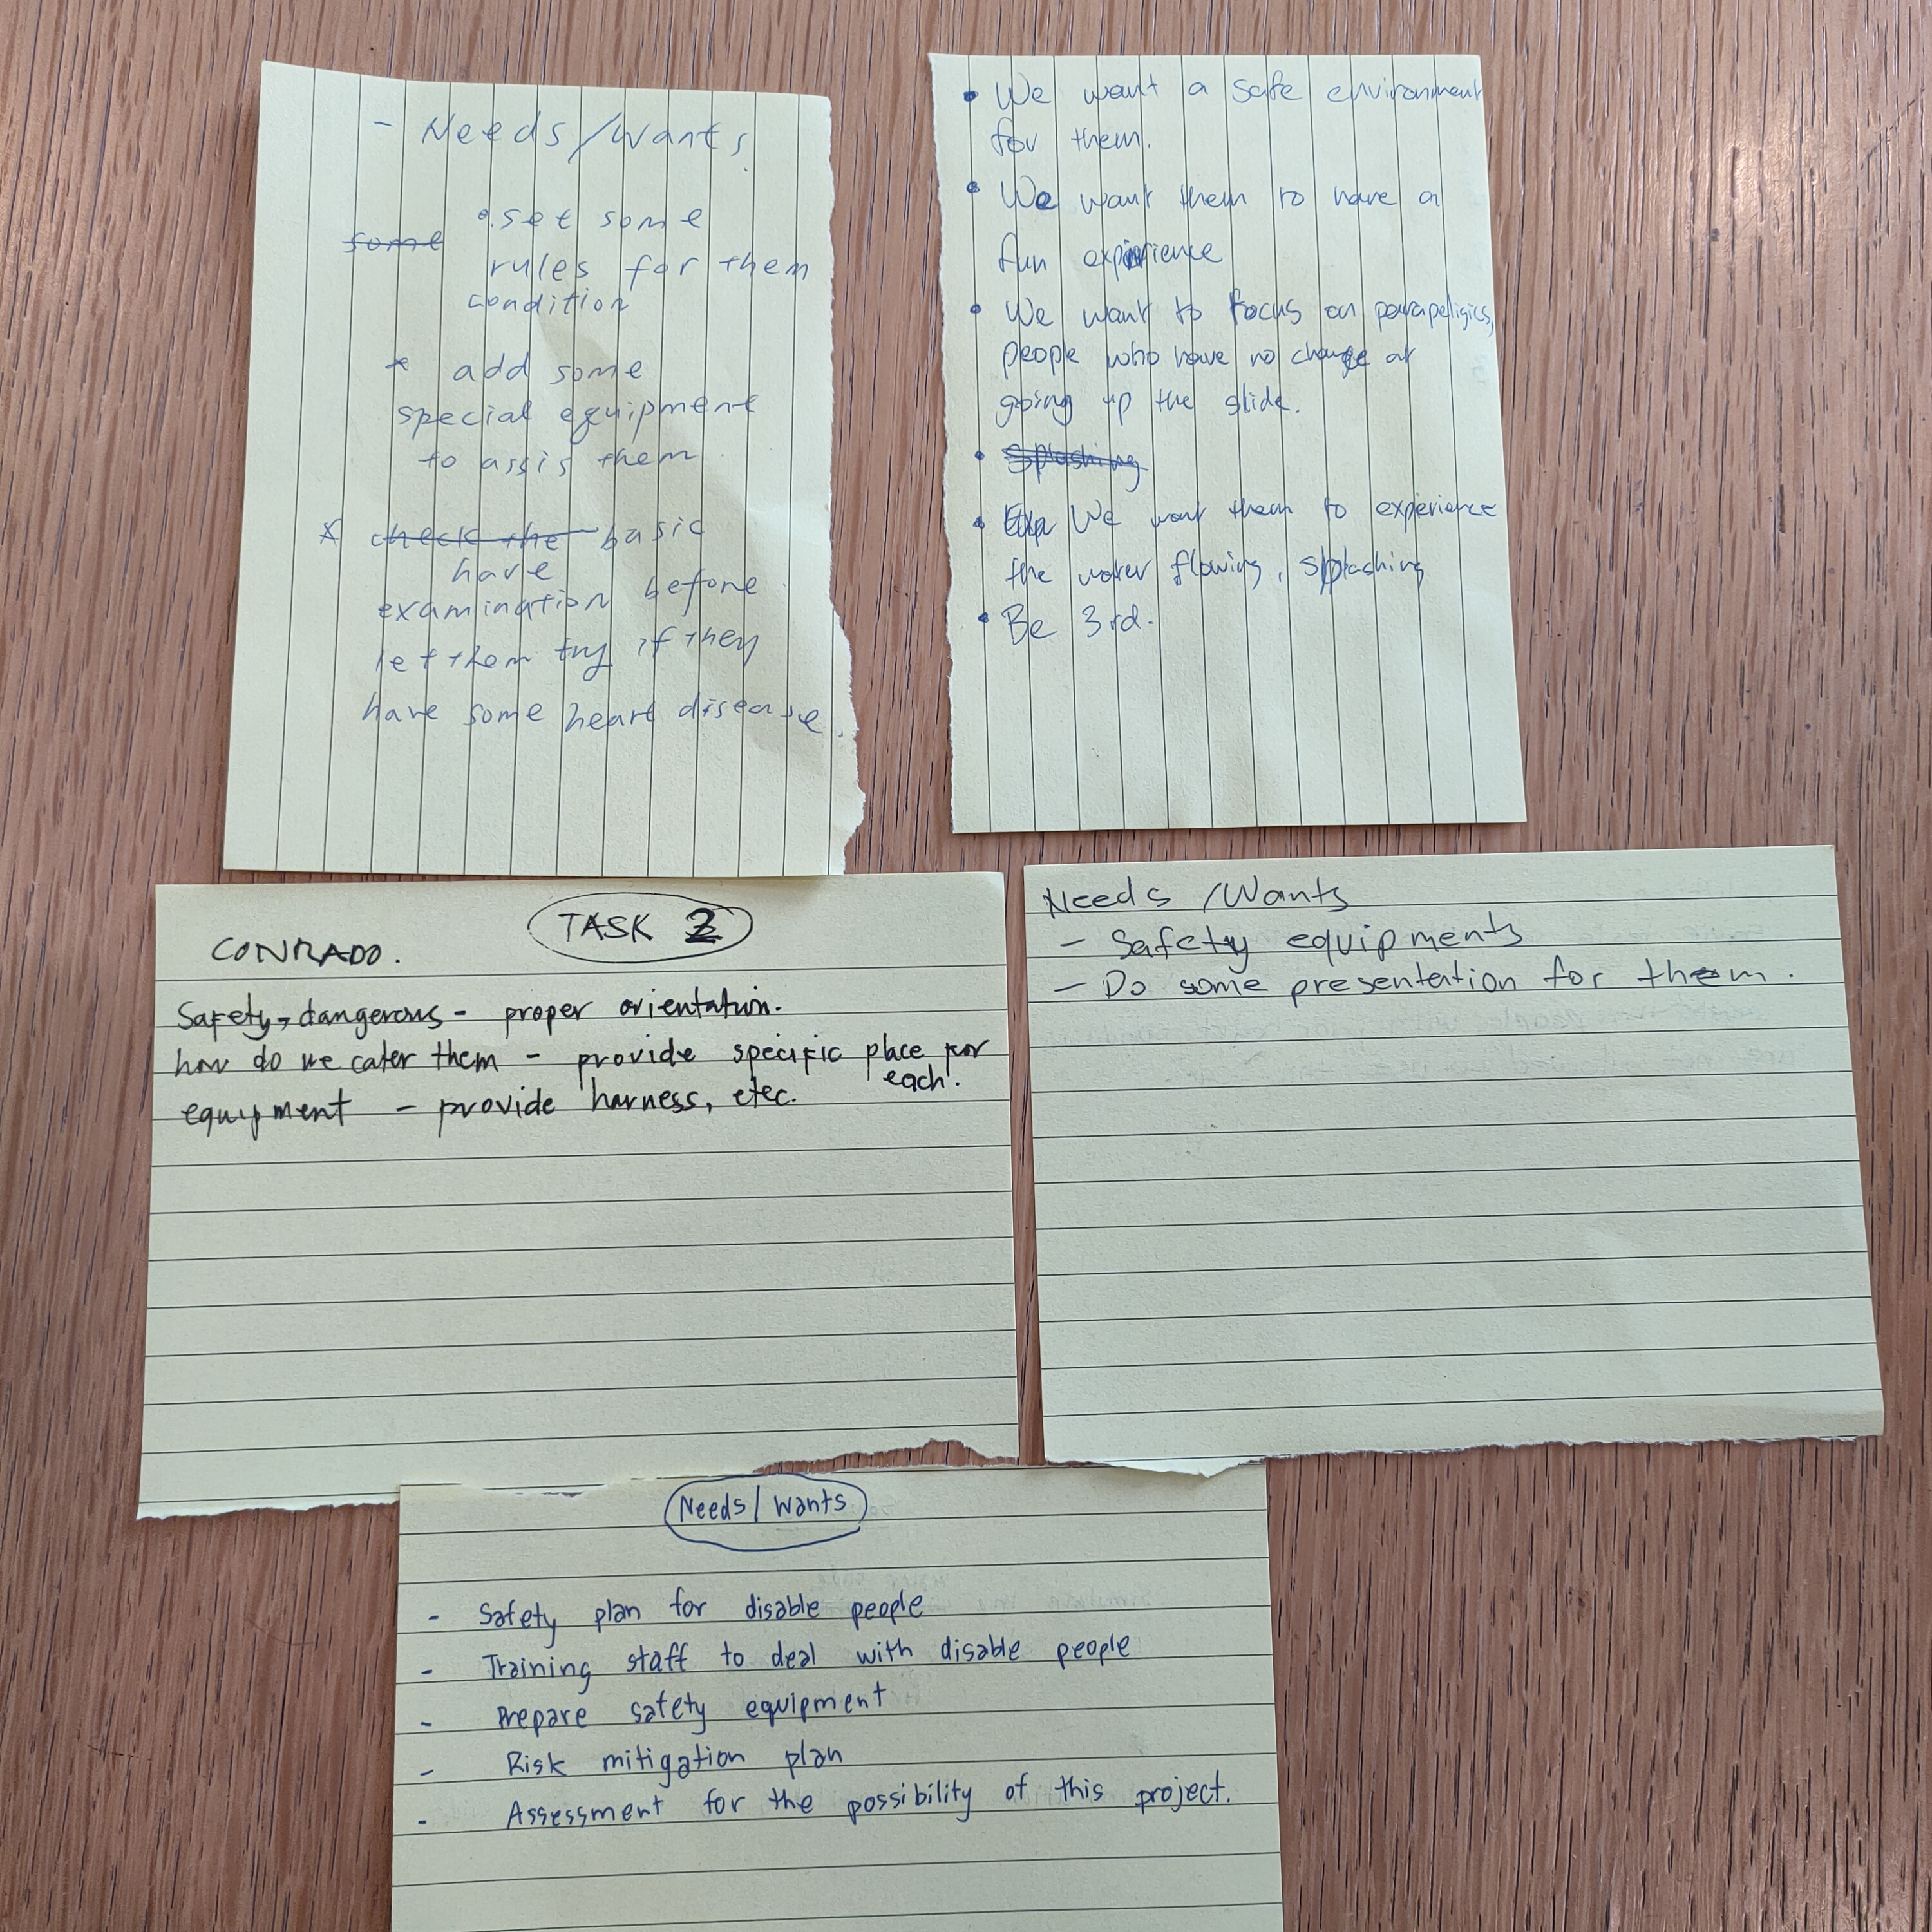 - Needs/Wants
• set some
some
rules for them
condition
* add some
special equipment
to assis them
* check the basic
have
examination before
let them try if they
have some heart disease.
• We want a safe environment
for them.
• We want them to have a
fun expirience
• We want to focus on parapeligics,
people who have no change at
going up the slide.
• Splashing
• We want them to experience
the water flowing, splashing
• Be 3rd.
TASK 2
CONRADO.
Safety, dangerous - proper orientation.
how do we cater them - provide specific place for
each.
equipment - provide harness, etec.
Needs /Wants
- Safety equipments
- Do some presentention for them.
Needs/Wants
- Safety plan for disable people
- Training staff to deal with disable people
- Prepare safety equipment
- Risk mitigation plan
- Assessment for the possibility of this project.